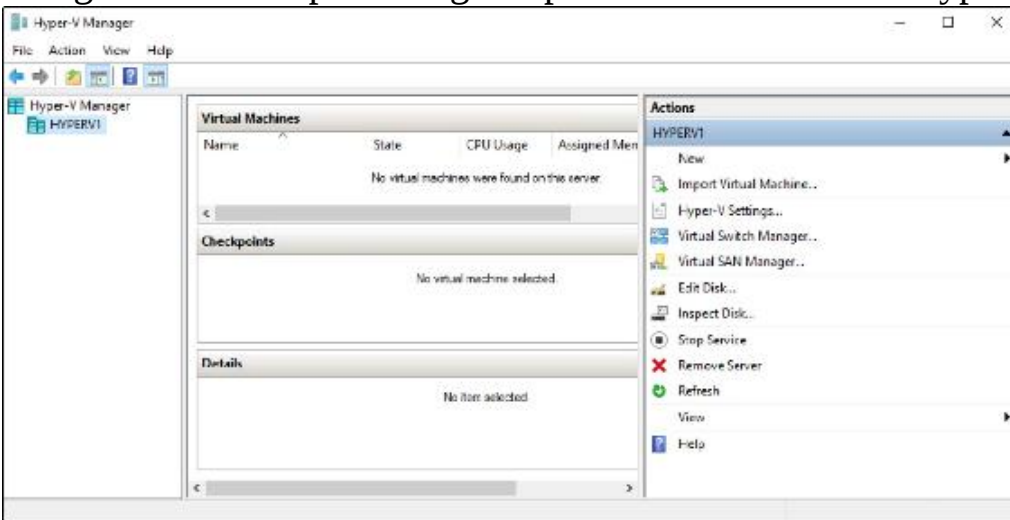 Hyper-V Manager
File Action View Help
Hyper-V Manager
HYPERV1
Virtual Machines
Name State CPU Usage Assigned Mem
No virtual machines were found on this server.
Checkpoints
No virtual machine selected.
Details
No item selected.
Actions
HYPERV1
New
Import Virtual Machine...
Hyper-V Settings...
Virtual Switch Manager...
Virtual SAN Manager...
Edit Disk...
Inspect Disk...
Stop Service
Remove Server
Refresh
View
Help